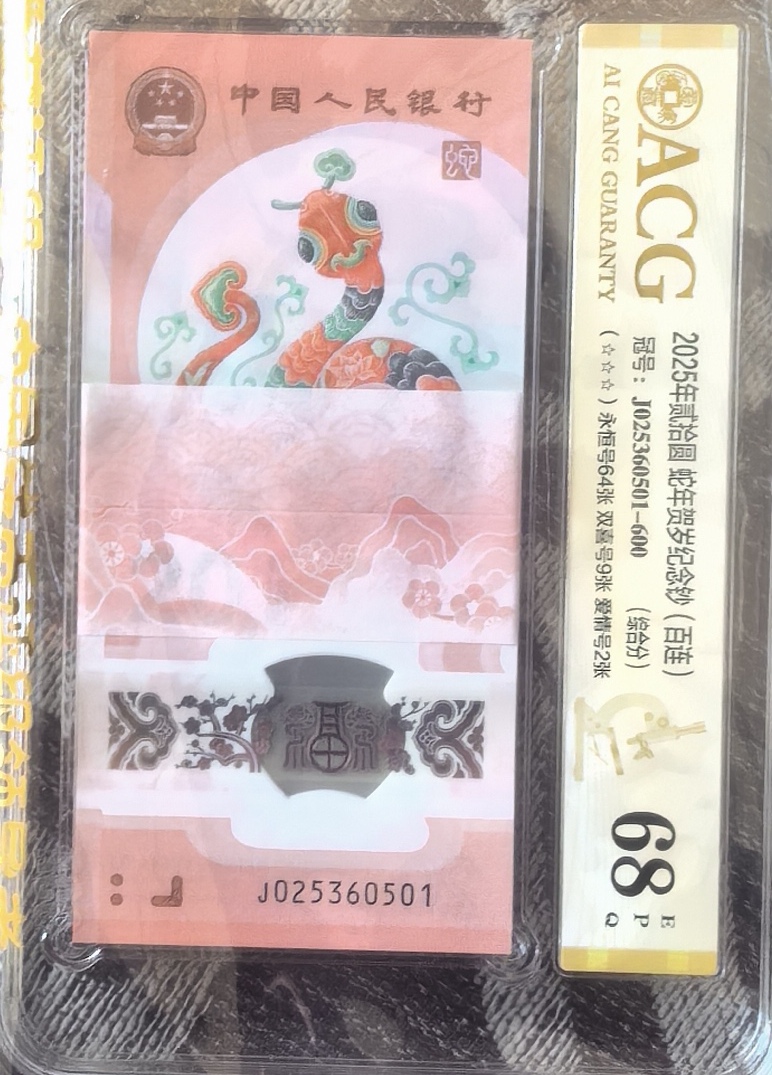 中国人民银行
蛇
J025360501
ACG
AI CANG GUARANTY
2025年贰拾圆 蛇年贺岁纪念钞（百连）
冠号：J025360501-600 （综合分）
（☆☆☆）永恒号64张 双喜号9张 爱情号2张
68
EPQ